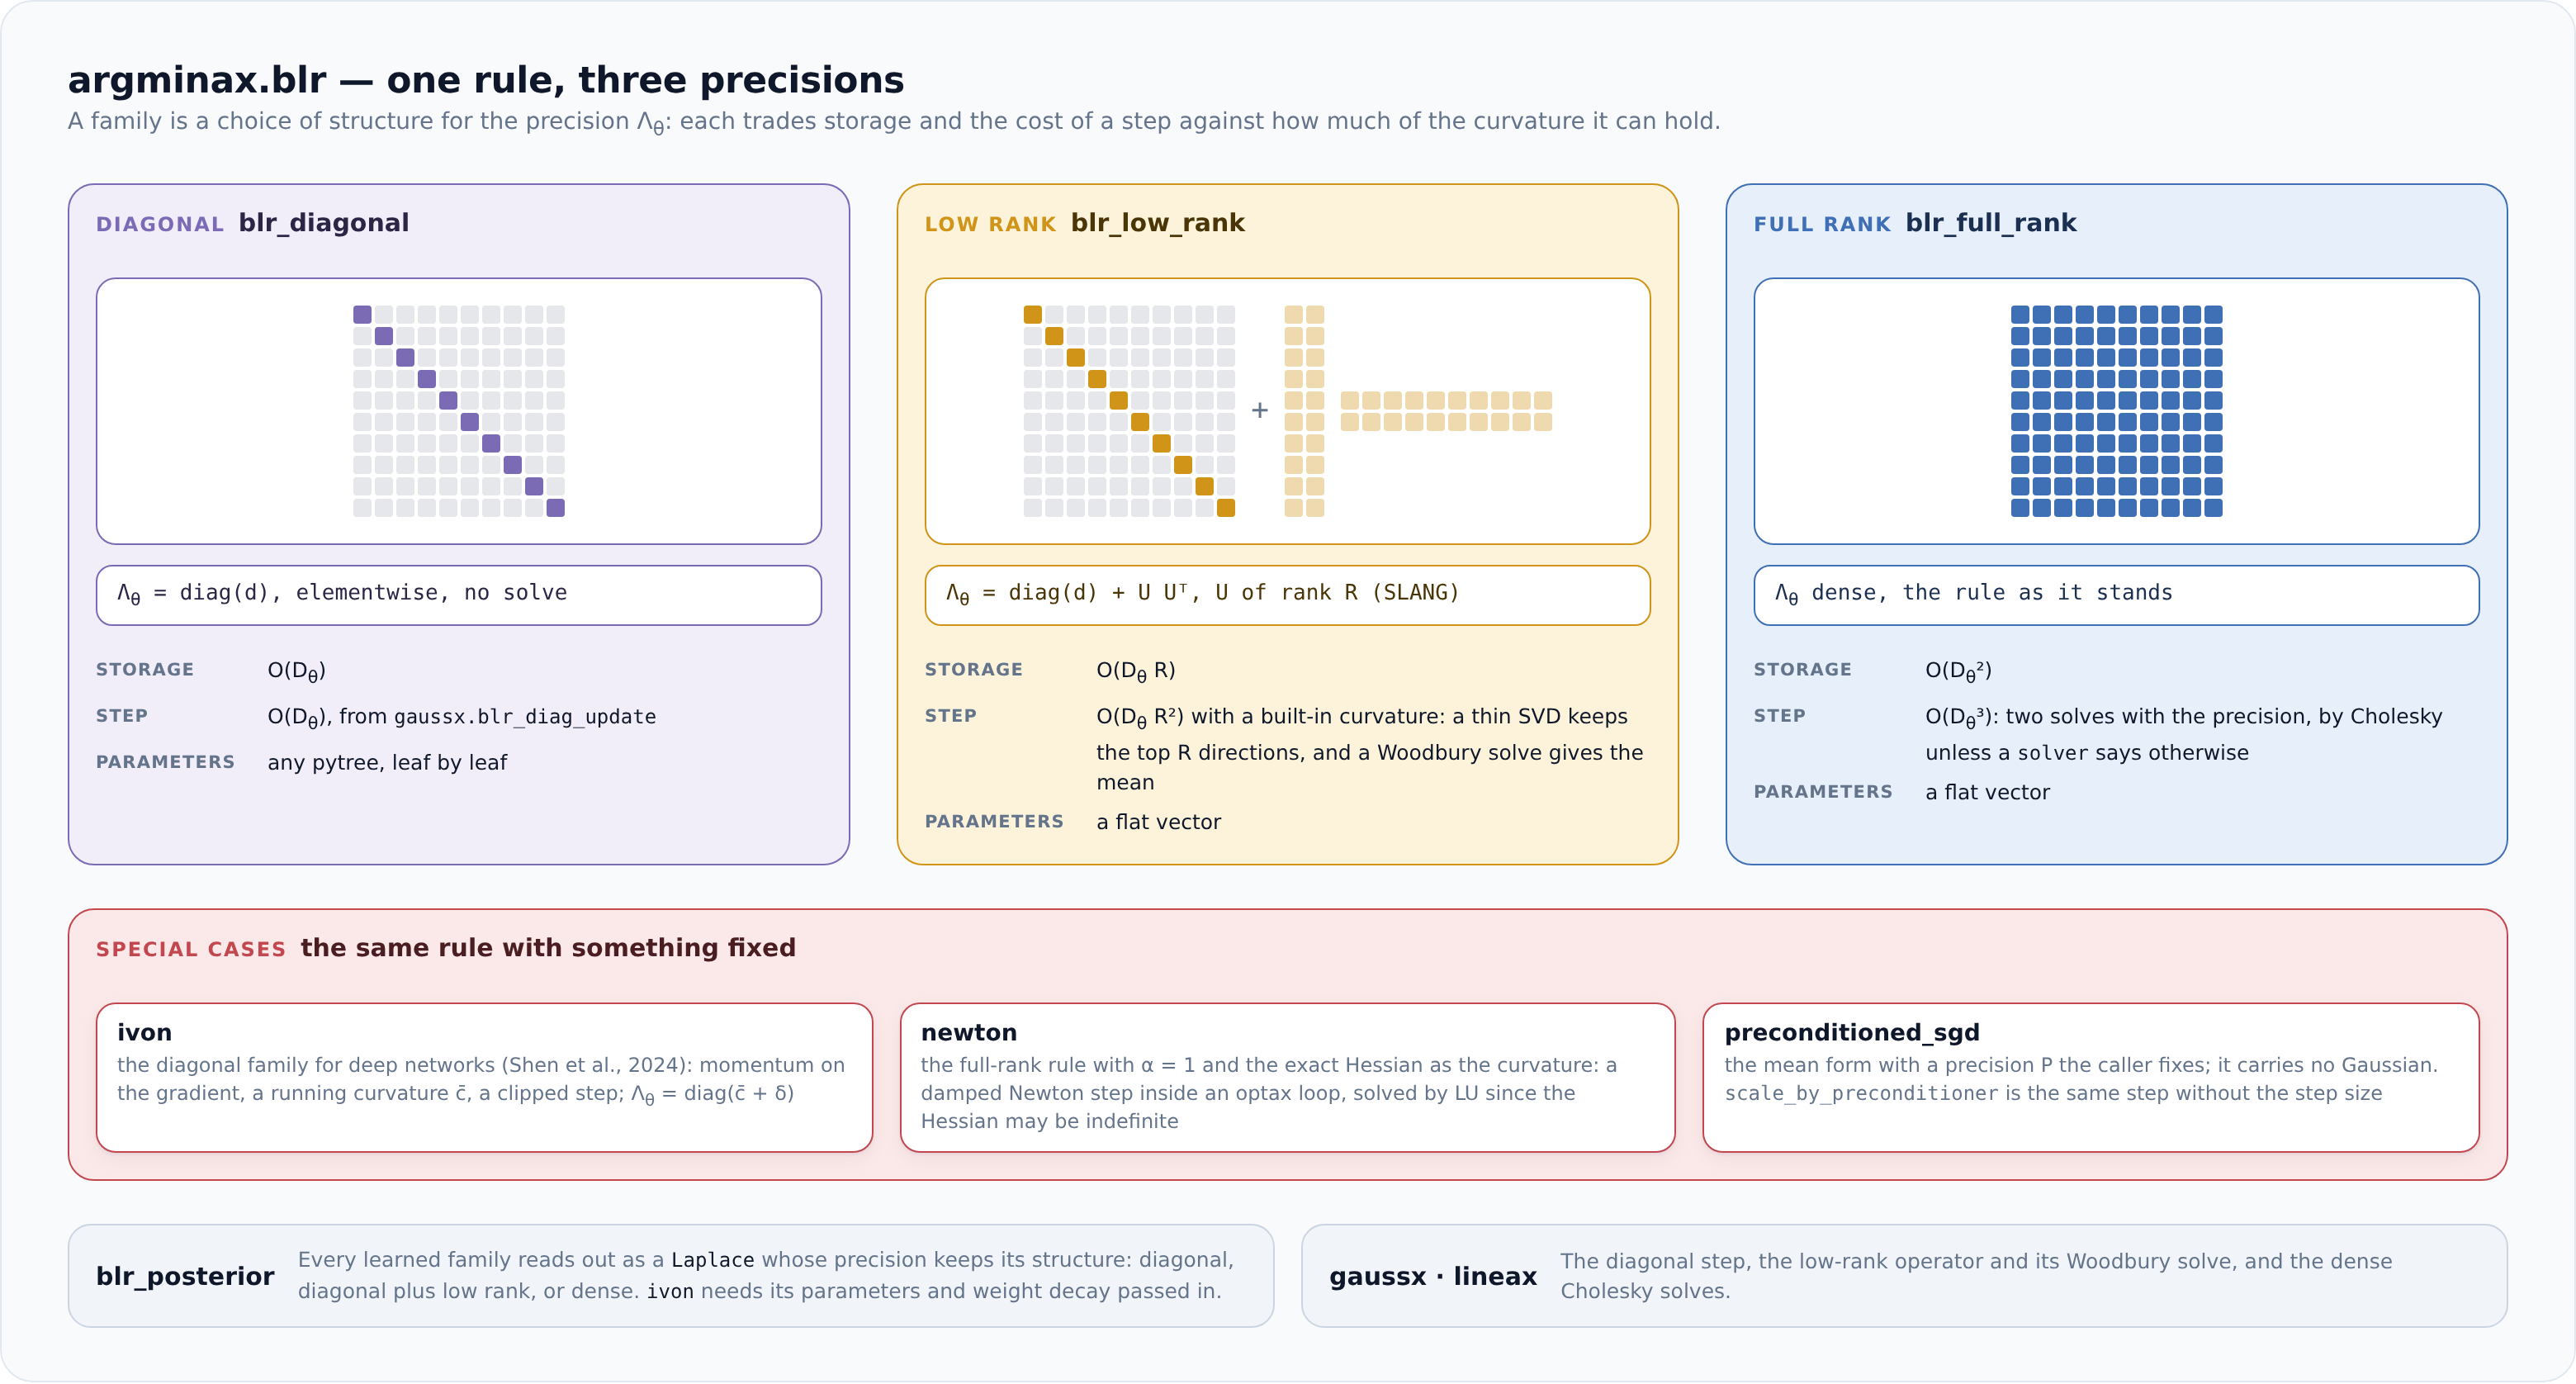 argminax.blr — one rule, three precisions
A family is a choice of structure for the precision Λθ: each trades storage and the cost of a step against how much of the curvature it can hold.
DIAGONAL blr_diagonal
Λθ = diag(d), elementwise, no solve
STORAGE O(Dθ)
STEP O(Dθ), from gaussx.blr_diag_update
PARAMETERS any pytree, leaf by leaf
LOW RANK blr_low_rank
+
Λθ = diag(d) + U Uᵀ, U of rank R (SLANG)
STORAGE O(Dθ R)
STEP O(Dθ R²) with a built-in curvature: a thin SVD keeps
the top R directions, and a Woodbury solve gives the
mean
PARAMETERS a flat vector
FULL RANK blr_full_rank
Λθ dense, the rule as it stands
STORAGE O(Dθ²)
STEP O(Dθ³): two solves with the precision, by Cholesky
unless a solver says otherwise
PARAMETERS a flat vector
SPECIAL CASES the same rule with something fixed
ivon
the diagonal family for deep networks (Shen et al., 2024): momentum on
the gradient, a running curvature c̄, a clipped step; Λθ = diag(c̄ + δ)
newton
the full-rank rule with α = 1 and the exact Hessian as the curvature: a
damped Newton step inside an optax loop, solved by LU since the
Hessian may be indefinite
preconditioned_sgd
the mean form with a precision P the caller fixes; it carries no Gaussian.
scale_by_preconditioner is the same step without the step size
blr_posterior
Every learned family reads out as a Laplace whose precision keeps its structure: diagonal,
diagonal plus low rank, or dense. ivon needs its parameters and weight decay passed in.
gaussx · lineax
The diagonal step, the low-rank operator and its Woodbury solve, and the dense
Cholesky solves.